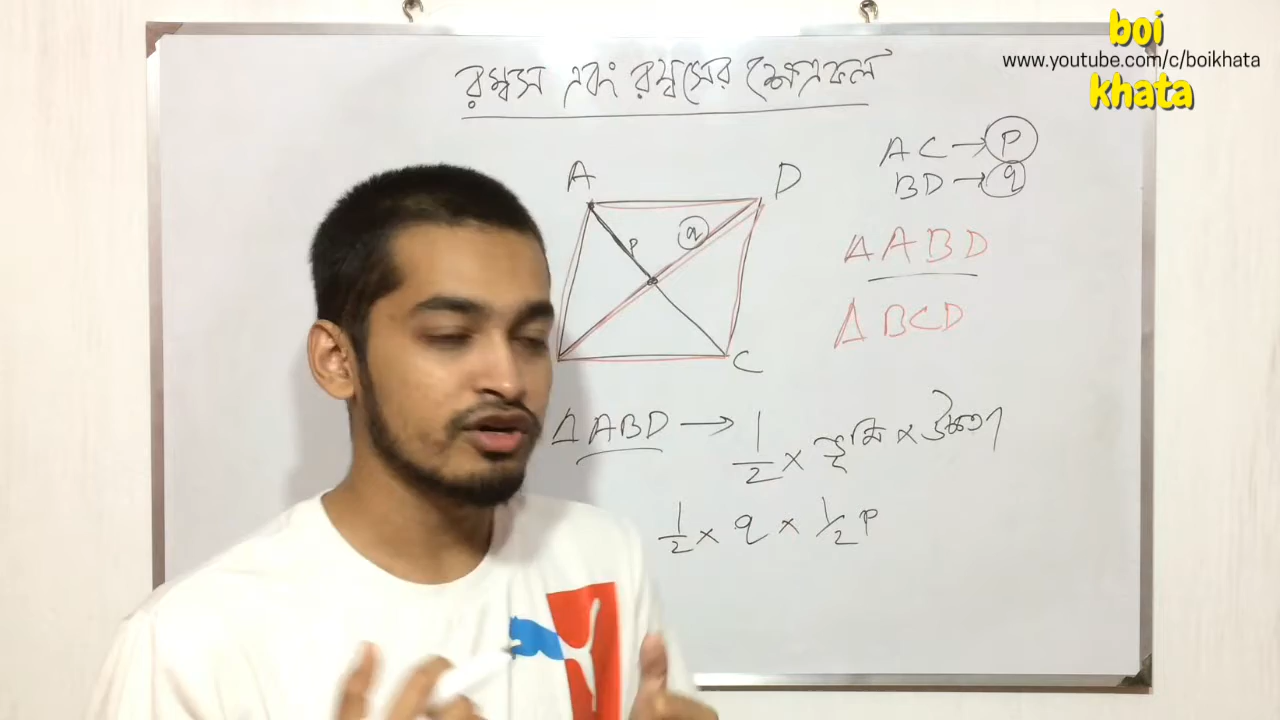 boi
www.youtube.com/c/boikhata
khata
রম্বস এবং রম্বসের ক্ষেত্রফল
AC → P
BD → q
A
D
P
q
C
Δ ABD
Δ BCD
Δ ABD → 1/2 × ভূমি × উচ্চতা
1/2 × q × 1/2 P